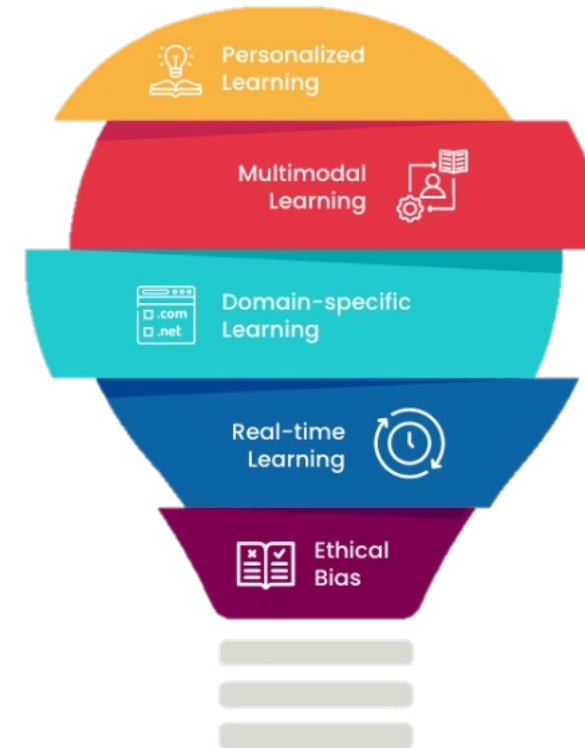 Personalized
Learning
Multimodal
Learning
.com
.net
Domain-specific
Learning
Real-time
Learning
Ethical
Bias